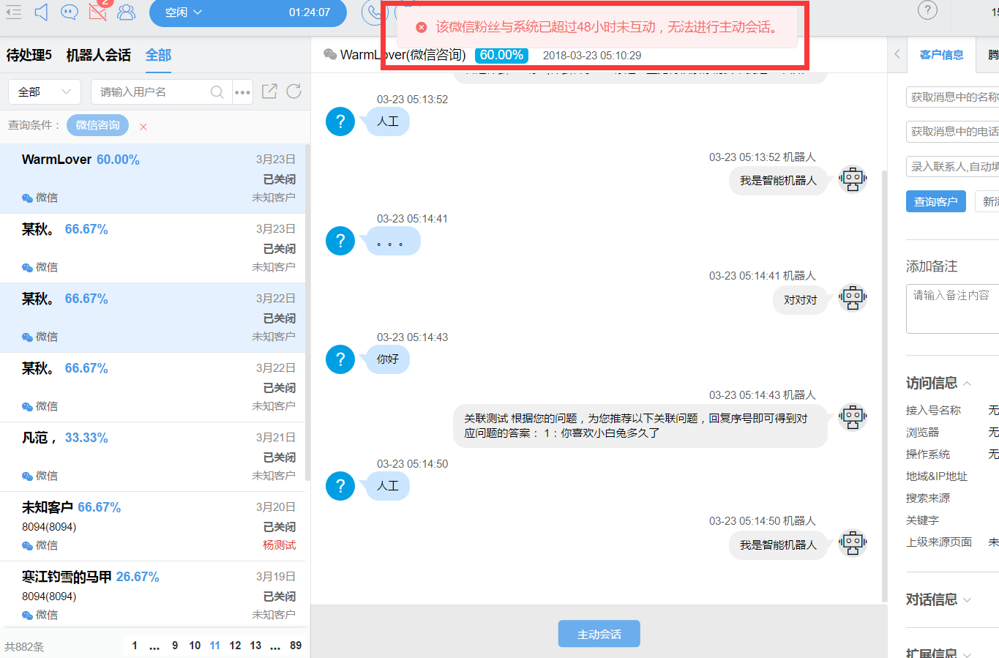 2
空闲
01:24:07
?
该微信粉丝与系统已超过48小时未互动，无法进行主动会话。
待处理5 机器人会话 全部
WarmLover(微信咨询) 60.00% 2018-03-23 05:10:29
客户信息
全部
请输入用户名
查询条件：
微信咨询
WarmLover 60.00%
3月23日
已关闭
微信
未知客户
某秋。 66.67%
3月23日
已关闭
微信
未知客户
某秋。 66.67%
3月22日
已关闭
微信
未知客户
某秋。 66.67%
3月22日
已关闭
微信
未知客户
凡范， 33.33%
3月21日
已关闭
微信
未知客户
未知客户 66.67%
3月20日
8094(8094)
已关闭
微信
杨测试
寒江钓雪的马甲 26.67%
3月19日
8094(8094)
已关闭
微信
未知客户
共882条
1 ... 9 10 11 12 13 ... 89
03-23 05:13:52
?
人工
03-23 05:13:52 机器人
我是智能机器人
03-23 05:14:41
?
。。。
03-23 05:14:41 机器人
对对对
03-23 05:14:43
?
你好
03-23 05:14:43 机器人
关联测试 根据您的问题，为您推荐以下关联问题，回复序号即可得到对
应问题的答案： 1：你喜欢小白兔多久了
03-23 05:14:50
?
人工
03-23 05:14:50 机器人
我是智能机器人
主动会话
获取消息中的名称
获取消息中的电话
录入联系人,自动填
查询客户
添加备注
请输入备注内容
访问信息
接入号名称 无
浏览器 无
操作系统 无
地域&IP地址
搜索来源
关键字
上级来源页面 未
对话信息
扩展信息